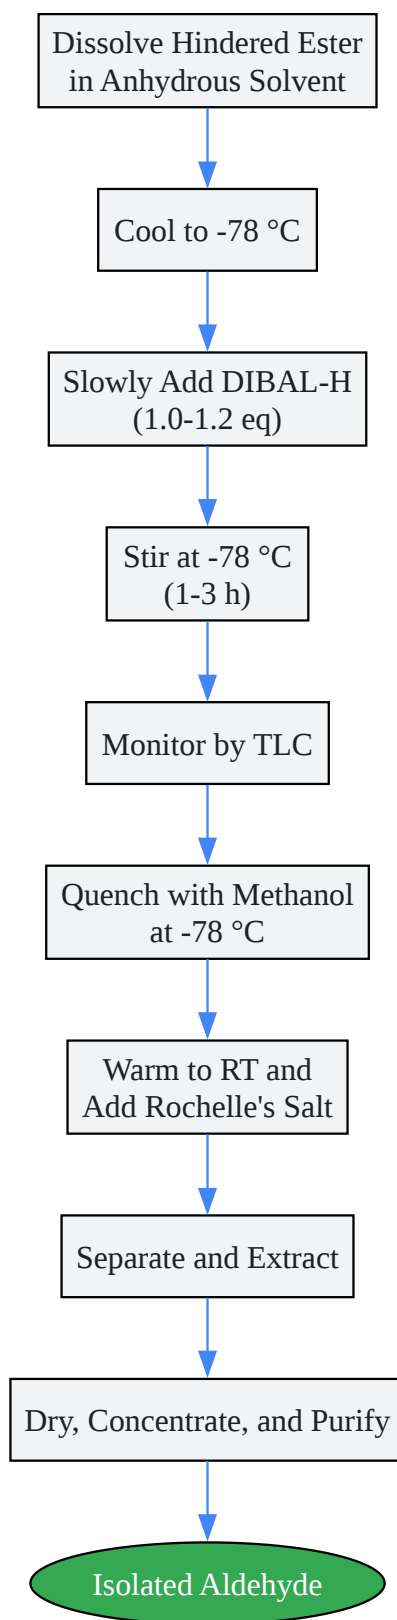 Dissolve Hindered Ester
in Anhydrous Solvent
Cool to -78 °C
Slowly Add DIBAL-H
(1.0-1.2 eq)
Stir at -78 °C
(1-3 h)
Monitor by TLC
Quench with Methanol
at -78 °C
Warm to RT and
Add Rochelle's Salt
Separate and Extract
Dry, Concentrate, and Purify
Isolated Aldehyde